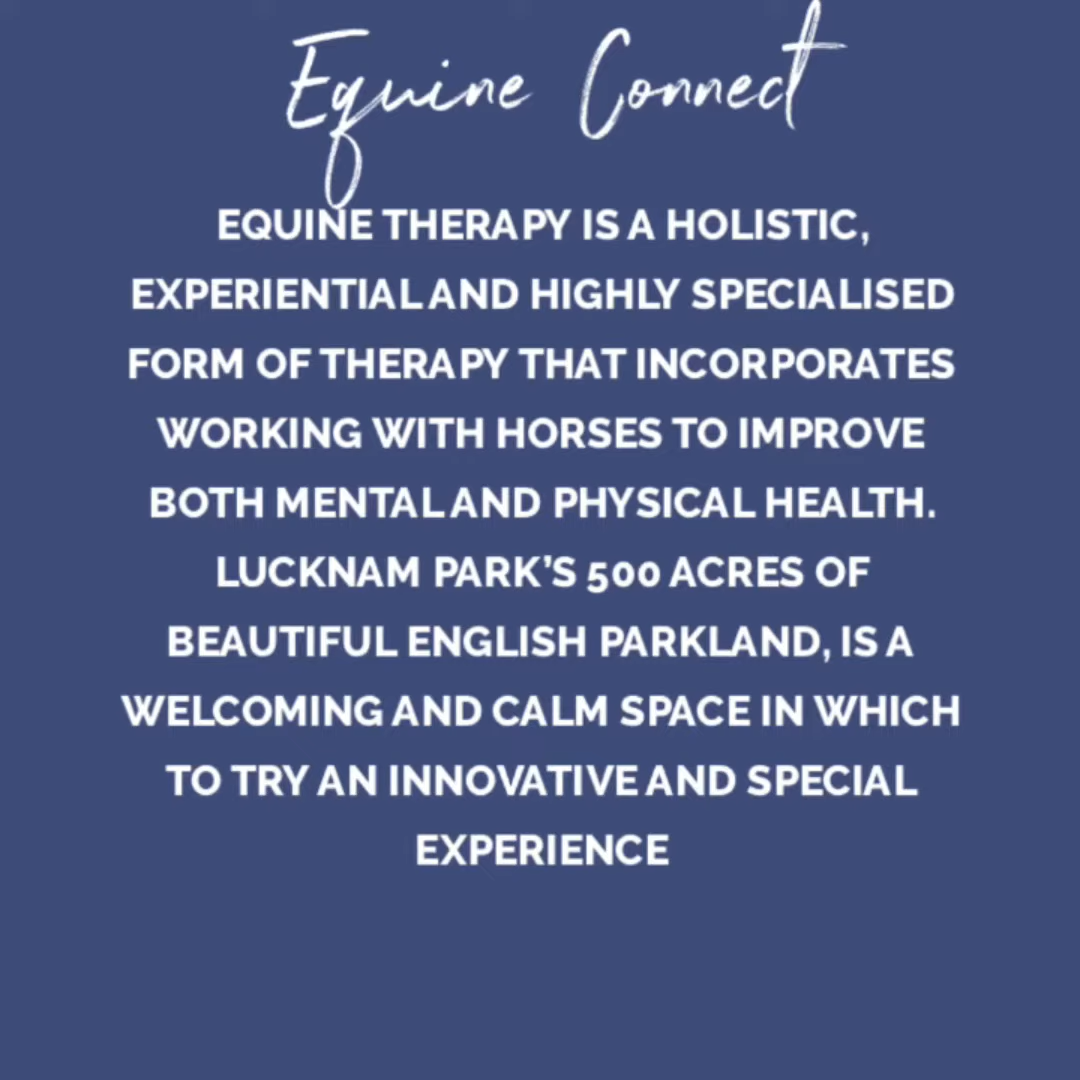 Equine Connect
EQUINE THERAPY IS A HOLISTIC,
EXPERIENTIAL AND HIGHLY SPECIALISED
FORM OF THERAPY THAT INCORPORATES
WORKING WITH HORSES TO IMPROVE
BOTH MENTAL AND PHYSICAL HEALTH.
LUCKNAM PARK'S 500 ACRES OF
BEAUTIFUL ENGLISH PARKLAND, IS A
WELCOMING AND CALM SPACE IN WHICH
TO TRY AN INNOVATIVE AND SPECIAL
EXPERIENCE